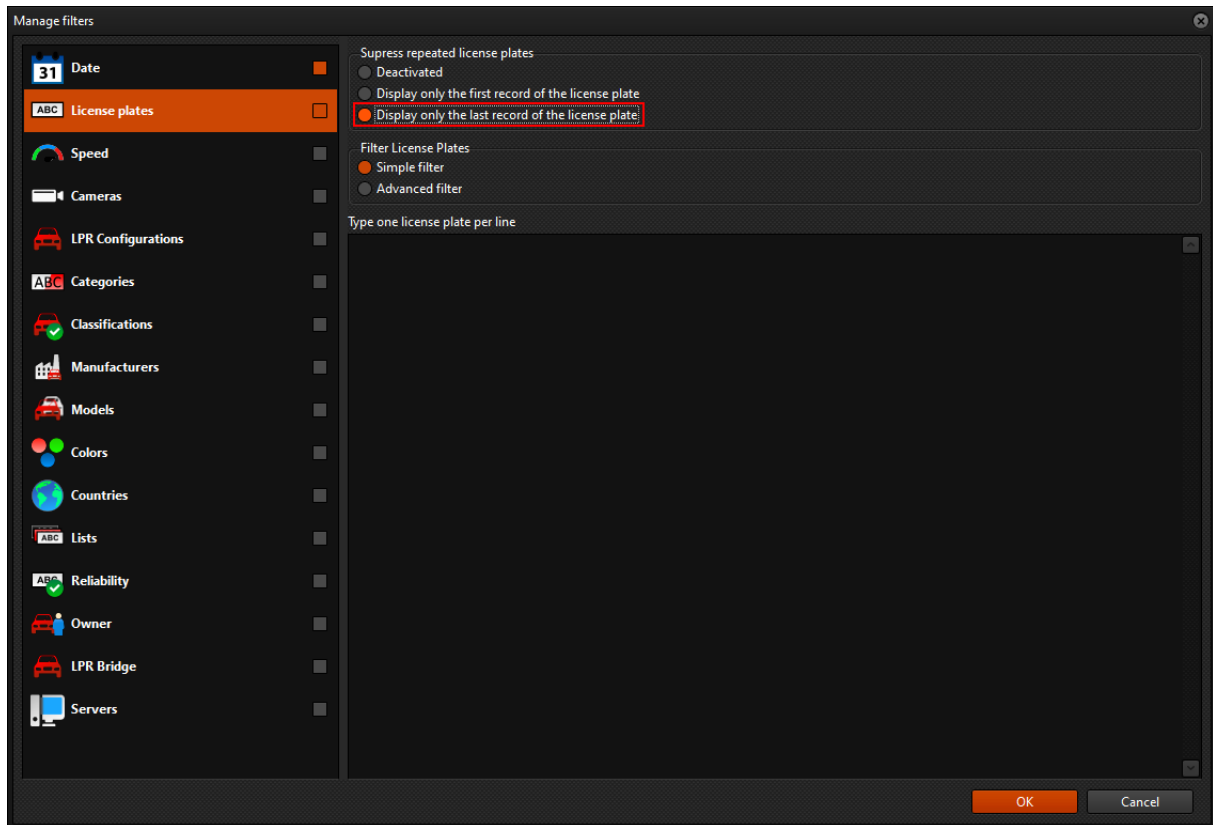 Manage filters
31 Date
ABC License plates
Speed
Cameras
LPR Configurations
ABC Categories
Classifications
Manufacturers
Models
Colors
Countries
ABC Lists
ABC Reliability
Owner
LPR Bridge
Servers
Supress repeated license plates
Deactivated
Display only the first record of the license plate
Display only the last record of the license plate
Filter License Plates
Simple filter
Advanced filter
Type one license plate per line
OK Cancel